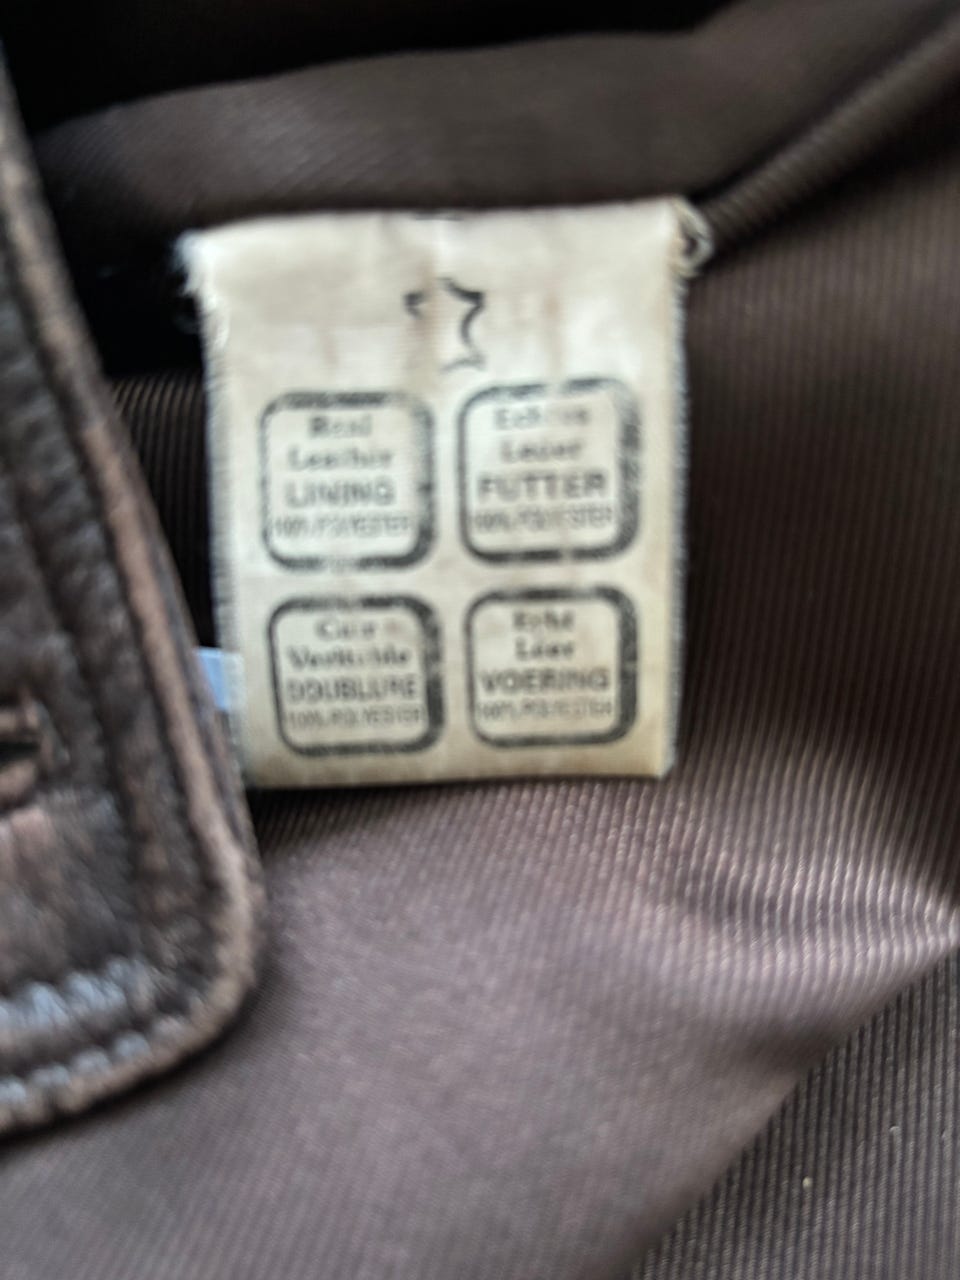 Real
Leather
LINING
100% POLYESTER
Leder
FUTTER
100% POLYESTER
Cuir
Veritable
DOUBLURE
100% POLYESTER
Echt
Leer
VOERING
100% POLYESTER